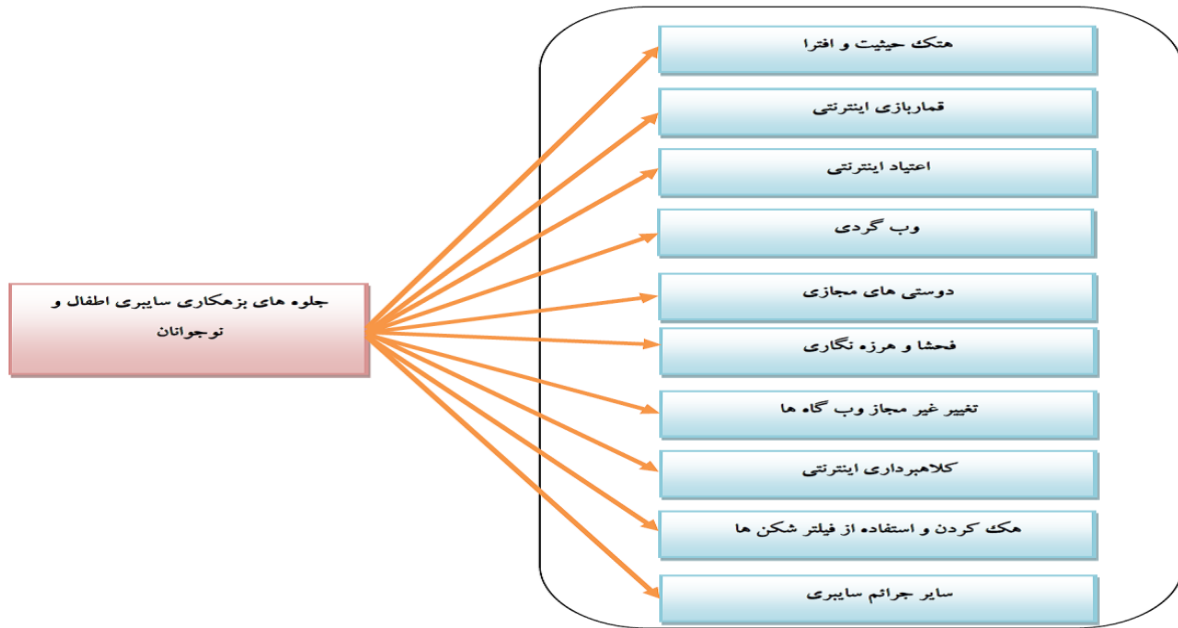 جلوه های بزهکاری سایبری اطفال و
نوجوانان
هتک حیثیت و افترا
قماربازی اینترنتی
اعتیاد اینترنتی
وب گردی
دوستی های مجازی
فحشا و هرزه نگاری
تغییر غیر مجاز وب گاه ها
کلاهبرداری اینترنتی
هک کردن و استفاده از فیلتر شکن ها
سایر جرائم سایبری